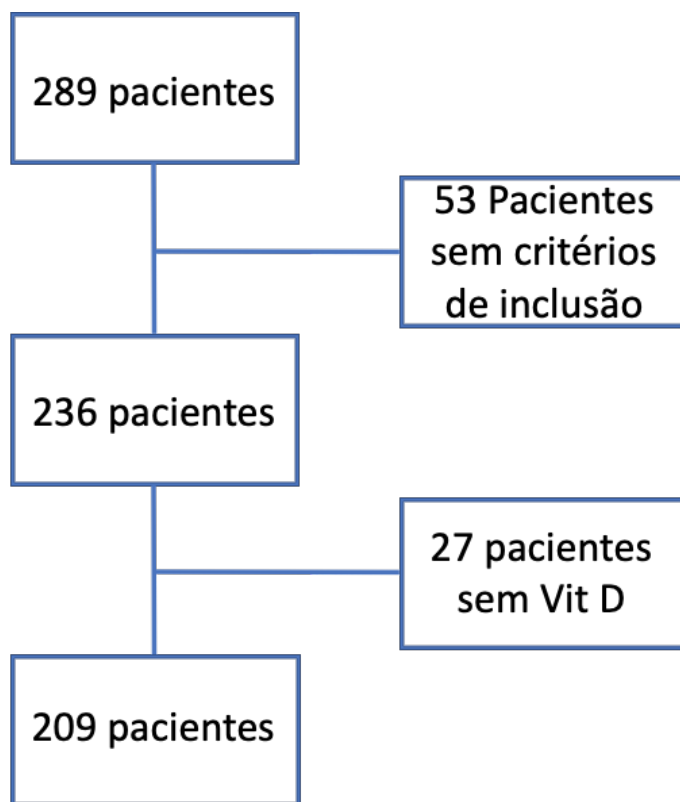 289 pacientes
53 Pacientes
sem critérios
de inclusão
236 pacientes
27 pacientes
sem Vit D
209 pacientes